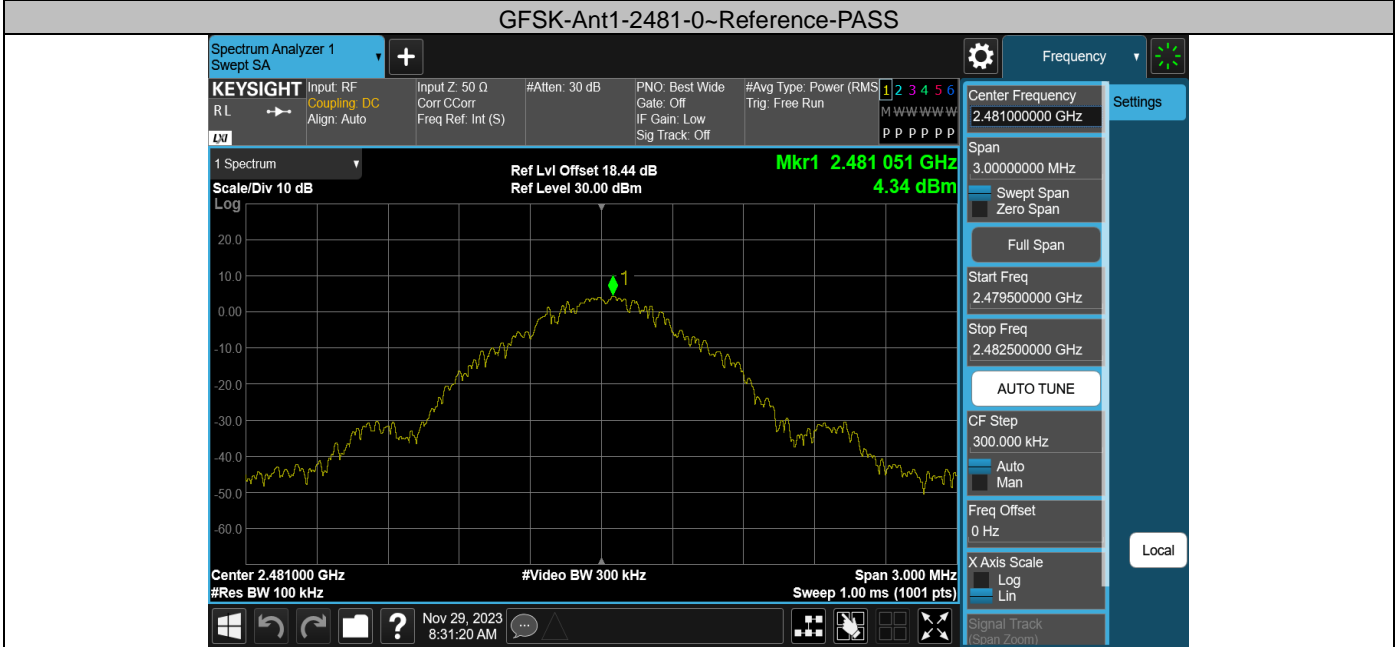 GFSK-Ant1-2481-0~Reference-PASS
Spectrum Analyzer 1
Swept SA
Frequency
KEYSIGHT
R L
LXI
Input: RF
Coupling: DC
Align: Auto
Input Z: 50 Ω
Corr CCorr
Freq Ref: Int (S)
#Atten: 30 dB
PNO: Best Wide
Gate: Off
IF Gain: Low
Sig Track: Off
#Avg Type: Power (RMS
Trig: Free Run
1 2 3 4 5 6
M W W W W W
P P P P P P
Center Frequency
2.481000000 GHz
Settings
1 Spectrum
Scale/Div 10 dB
Log
Ref Lvl Offset 18.44 dB
Ref Level 30.00 dBm
Mkr1 2.481 051 GHz
4.34 dBm
20.0
10.0
0.00
-10.0
-20.0
-30.0
-40.0
-50.0
-60.0
1
Center 2.481000 GHz
#Res BW 100 kHz
#Video BW 300 kHz
Span 3.000 MHz
Sweep 1.00 ms (1001 pts)
Span
3.00000000 MHz
Swept Span
Zero Span
Full Span
Start Freq
2.479500000 GHz
Stop Freq
2.482500000 GHz
AUTO TUNE
CF Step
300.000 kHz
Auto
Man
Freq Offset
0 Hz
X Axis Scale
Log
Lin
Signal Track
(Span Zoom)
Local
?
Nov 29, 2023
8:31:20 AM